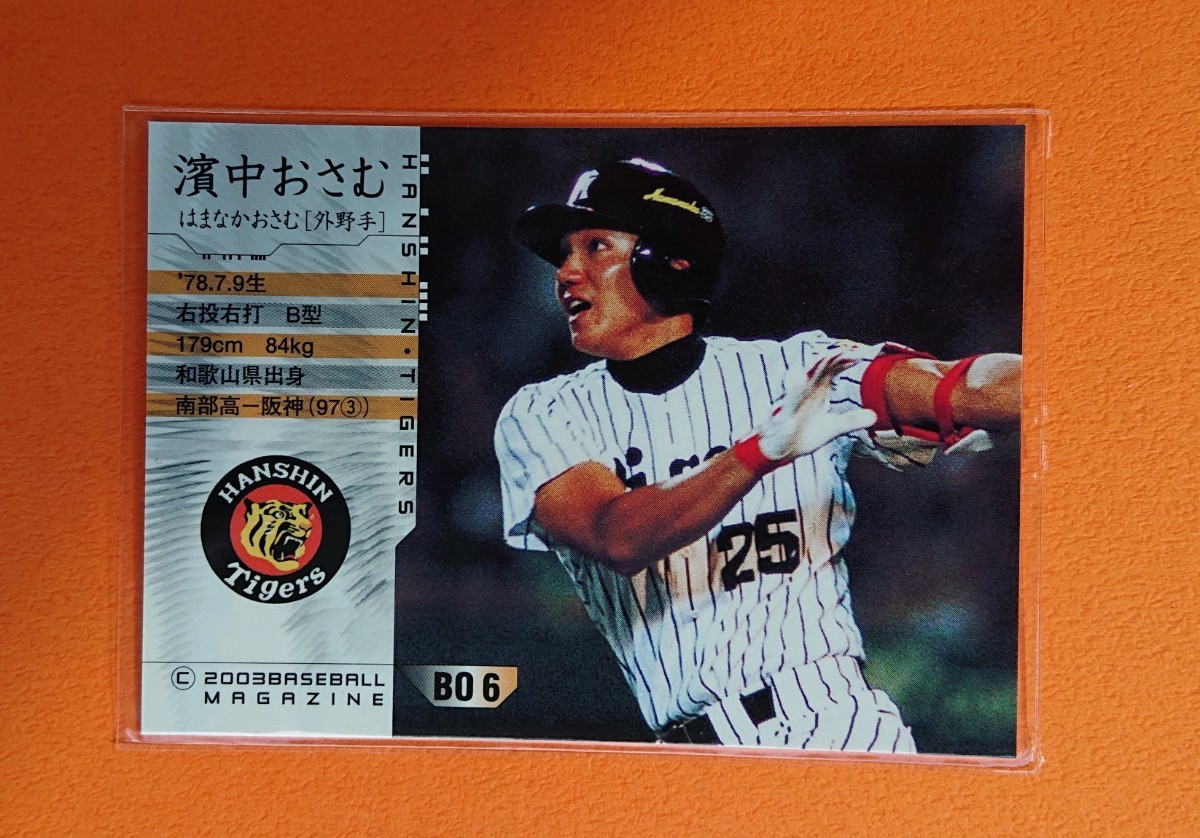 濱中おさむ
はまなかおさむ[外野手]
'78.7.9生
右投右打　B型
179cm　84kg
和歌山県出身
南部高－阪神(97③)
HANSHIN*TIGERS
HANSHIN
Tigers
© 2003 BASEBALL
MAGAZINE
BO 6
25